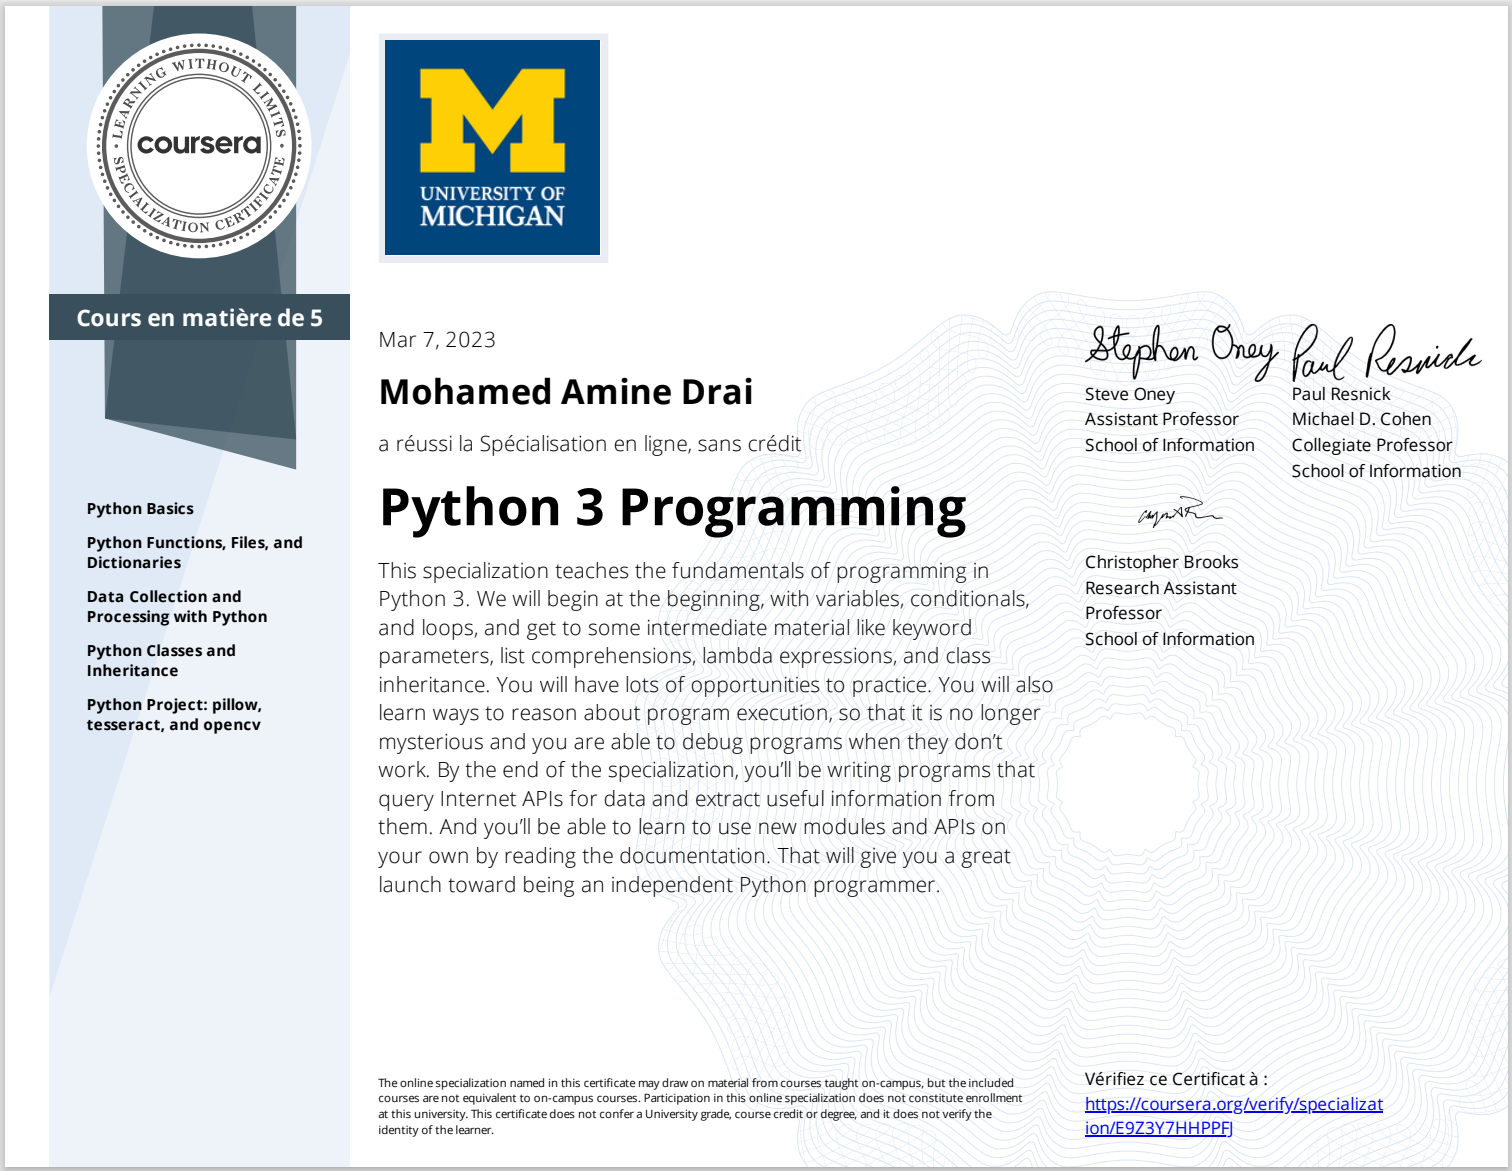 LEARNING WITHOUT LIMITS
coursera
SPECIALIZATION CERTIFICATE
Cours en matière de 5
Python Basics
Python Functions, Files, and
Dictionaries
Data Collection and
Processing with Python
Python Classes and
Inheritance
Python Project: pillow,
tesseract, and opencv
M
UNIVERSITY OF
MICHIGAN
Mar 7, 2023
Mohamed Amine Drai
a réussi la Spécialisation en ligne, sans crédit
Python 3 Programming
This specialization teaches the fundamentals of programming in
Python 3. We will begin at the beginning, with variables, conditionals,
and loops, and get to some intermediate material like keyword
parameters, list comprehensions, lambda expressions, and class
inheritance. You will have lots of opportunities to practice. You will also
learn ways to reason about program execution, so that it is no longer
mysterious and you are able to debug programs when they don’t
work. By the end of the specialization, you’ll be writing programs that
query Internet APIs for data and extract useful information from
them. And you’ll be able to learn to use new modules and APIs on
your own by reading the documentation. That will give you a great
launch toward being an independent Python programmer.
Stephen Oney
Steve Oney
Assistant Professor
School of Information
Paul Resnick
Paul Resnick
Michael D. Cohen
Collegiate Professor
School of Information
Christopher Brooks
Research Assistant
Professor
School of Information
The online specialization named in this certificate may draw on material from courses taught on-campus, but the included
courses are not equivalent to on-campus courses. Participation in this online specialization does not constitute enrollment
at this university. This certificate does not confer a University grade, course credit or degree, and it does not verify the
identity of the learner.
Vérifiez ce Certificat à :
https://coursera.org/verify/specializat
ion/E9Z3Y7HHPPFJ